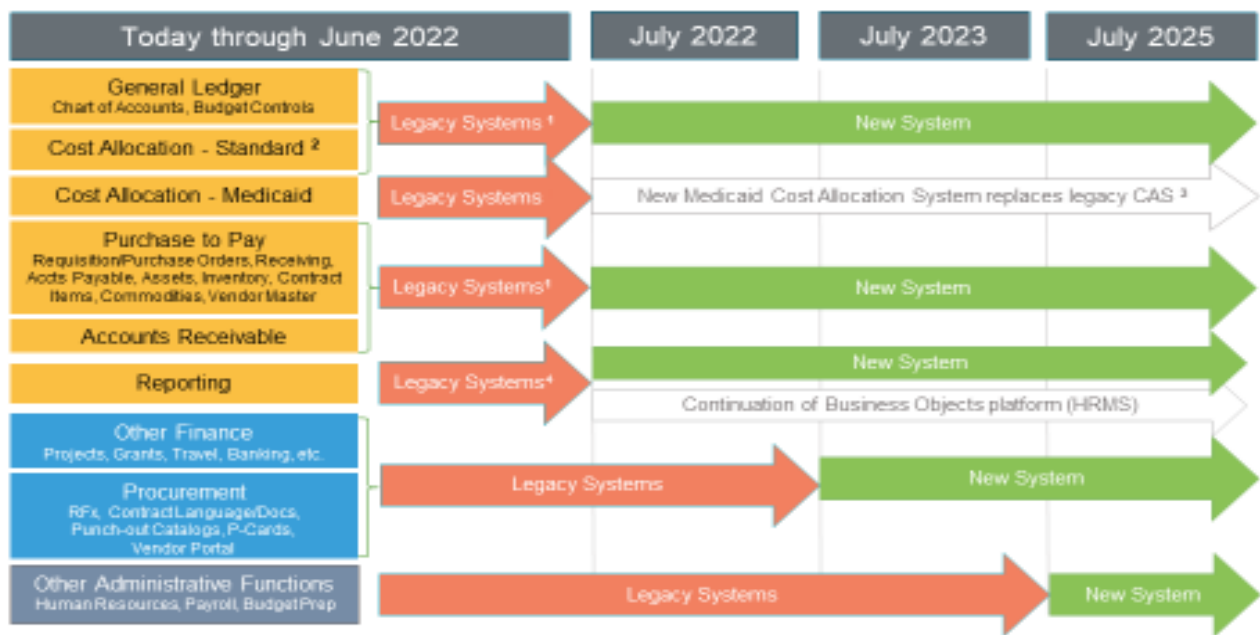 Today through June 2022
July 2022
July 2023
July 2025
General Ledger
Chart of Accounts, Budget Controls
Cost Allocation - Standard ²
Legacy Systems ¹
New System
Cost Allocation - Medicaid
Legacy Systems
New Medicaid Cost Allocation System replaces legacy CAS ³
Purchase to Pay
Requisition/Purchase Orders, Receiving,
Accts Payable, Assets, Inventory, Contract
Items, Commodities, Vendor Master
Accounts Receivable
Legacy Systems¹
New System
Reporting
Legacy Systems⁴
New System
Continuation of Business Objects platform (HRMS)
Other Finance
Projects, Grants, Travel, Banking, etc.
Procurement
RFx, Contract Language/Docs,
Punch-out Catalogs, P-Cards,
Vendor Portal
Legacy Systems
New System
Other Administrative Functions
Human Resources, Payroll, Budget Prep
Legacy Systems
New System